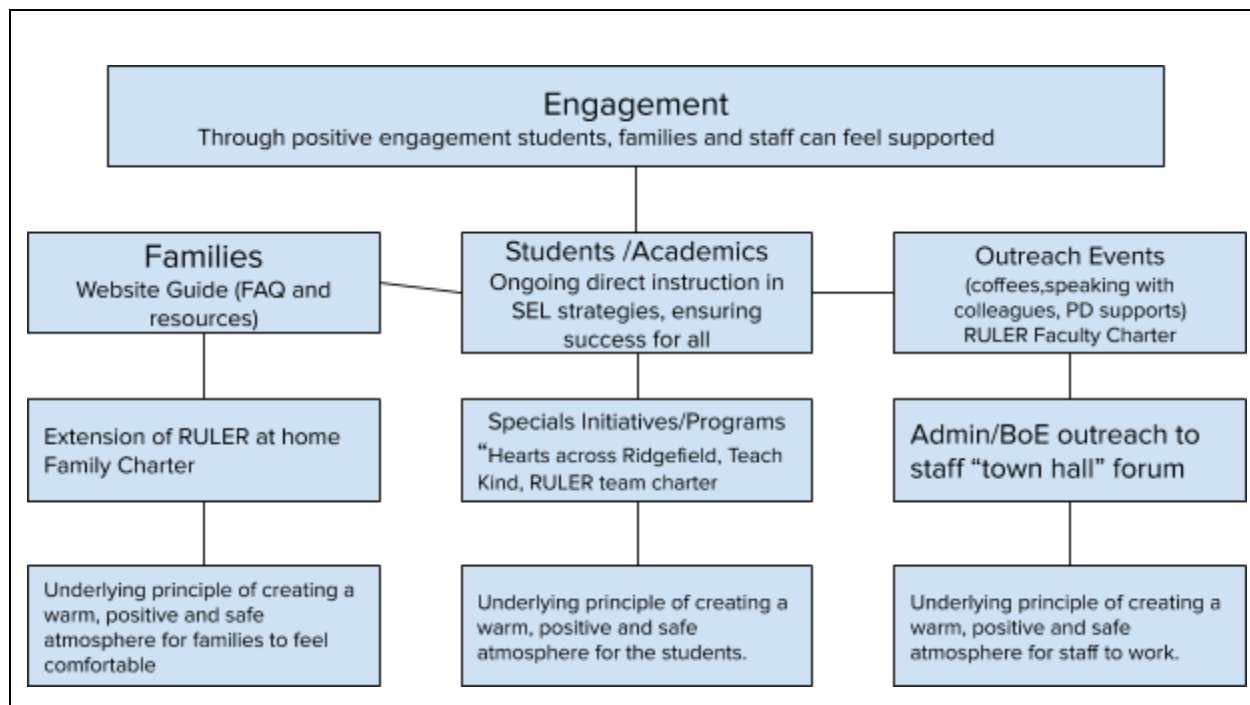 Engagement
Through positive engagement students, families and staff can feel supported
Families
Website Guide (FAQ and
resources)
Students /Academics
Ongoing direct instruction in
SEL strategies, ensuring
success for all
Outreach Events
(coffees,speaking with
colleagues, PD supports)
RULER Faculty Charter
Extension of RULER at home
Family Charter
Specials Initiatives/Programs
“Hearts across Ridgefield, Teach
Kind, RULER team charter
Admin/BoE outreach to
staff “town hall” forum
Underlying principle of creating a
warm, positive and safe
atmosphere for families to feel
comfortable
Underlying principle of creating a
warm, positive and safe
atmosphere for the students.
Underlying principle of creating a
warm, positive and safe
atmosphere for staff to work.